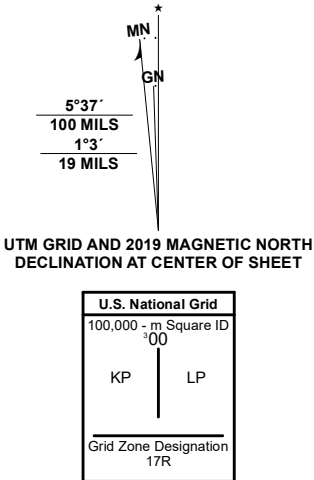 ★
MN
GN
5°37´
100 MILS
1°3´
19 MILS
UTM GRID AND 2019 MAGNETIC NORTH
DECLINATION AT CENTER OF SHEET
U.S. National Grid
100,000 - m Square ID
³00
KP LP
Grid Zone Designation
17R